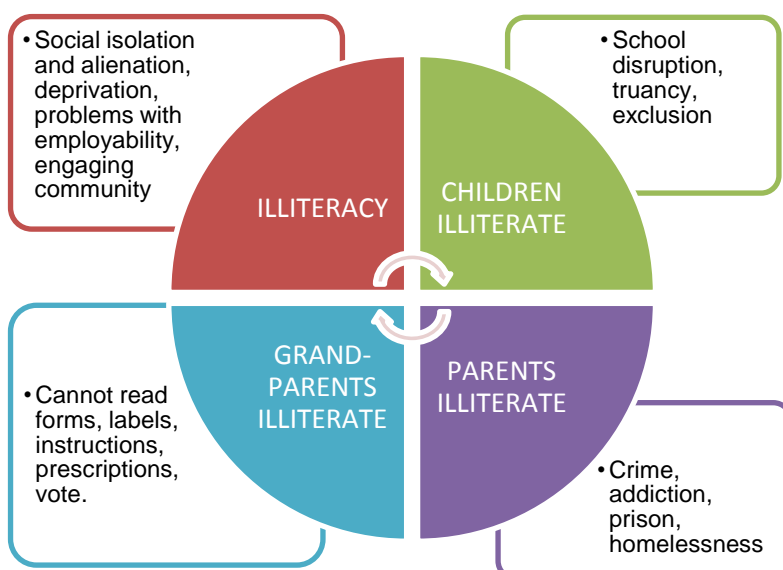 • Social isolation
and alienation,
deprivation,
problems with
employability,
engaging
community
• School
disruption,
truancy,
exclusion
ILLITERACY
CHILDREN
ILLITERATE
GRAND-
PARENTS
ILLITERATE
PARENTS
ILLITERATE
• Cannot read
forms, labels,
instructions,
prescriptions,
vote.
• Crime,
addiction,
prison,
homelessness